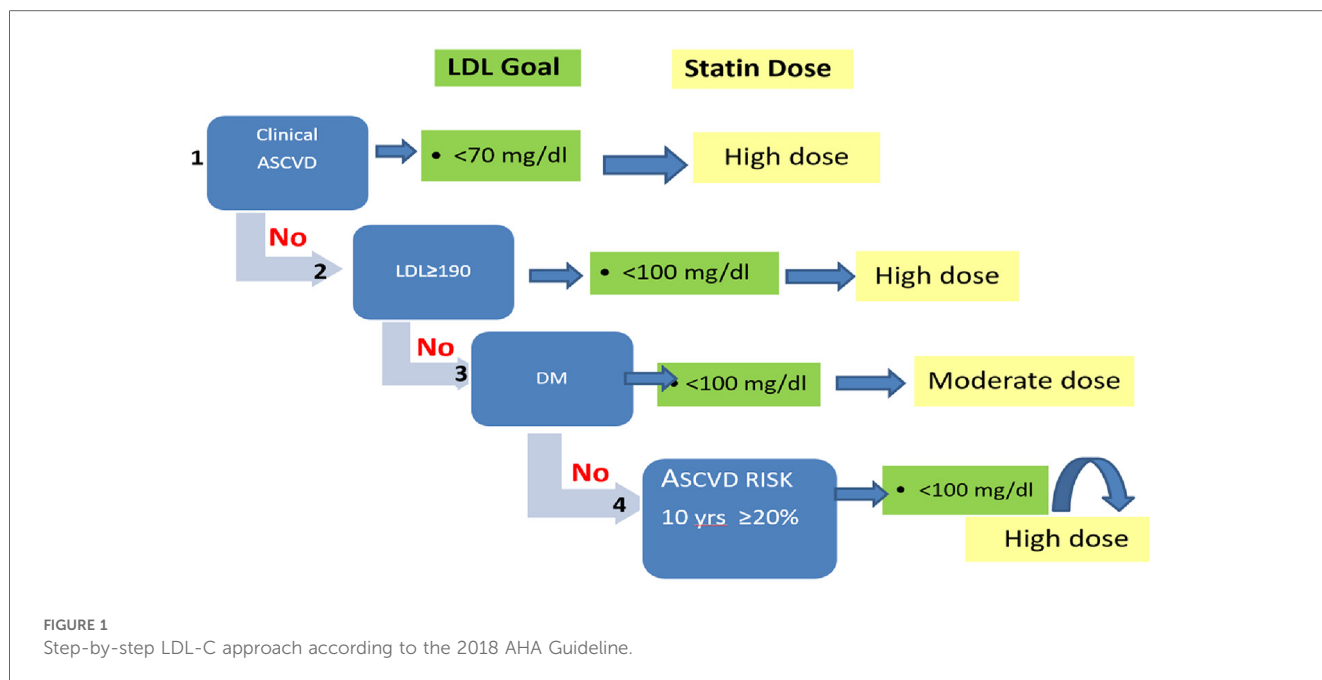 LDL Goal
Statin Dose
1
Clinical
ASCVD
• <70 mg/dl
High dose
No
2
LDL≥190
• <100 mg/dl
High dose
No
3
DM
• <100 mg/dl
Moderate dose
No
4
ASCVD RISK
10 yrs ≥20%
• <100 mg/dl
High dose
FIGURE 1
Step-by-step LDL-C approach according to the 2018 AHA Guideline.